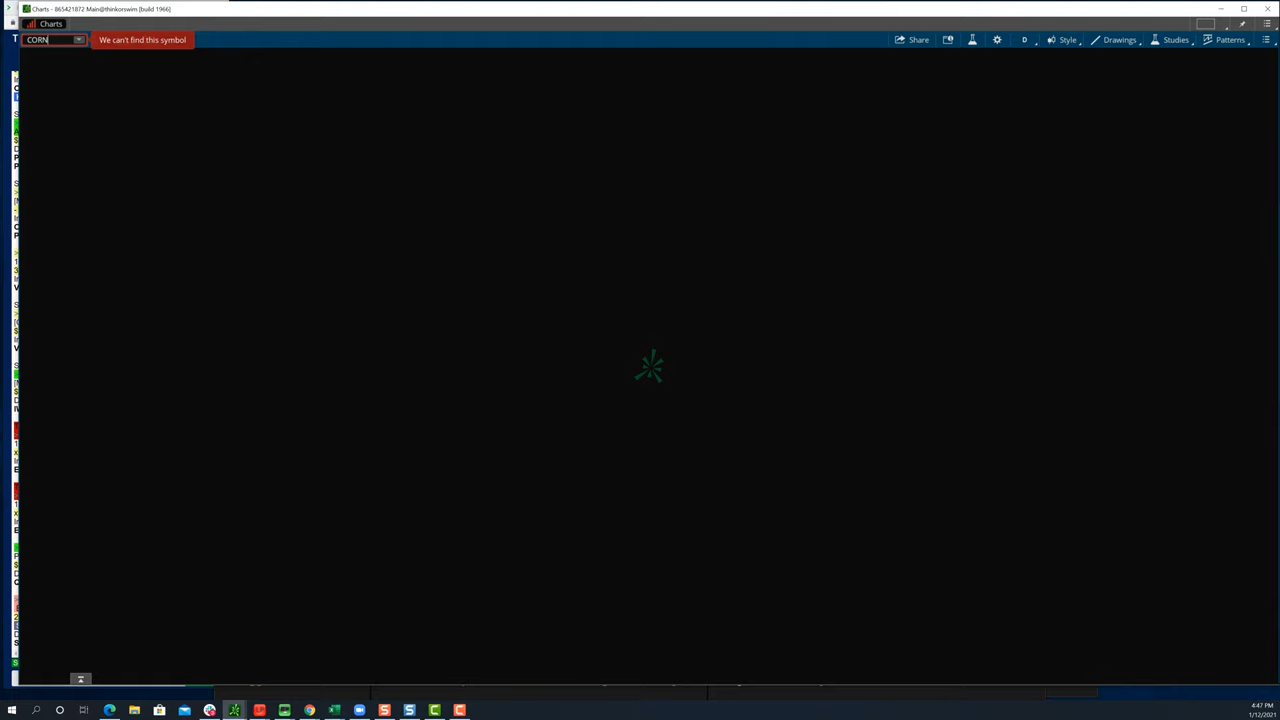 Charts - 865421872 Main@thinkorswim [build 1966]
Charts
CORN
We can't find this symbol
Share
D
Style
Drawings
Studies
Patterns
4:47 PM
1/12/2021